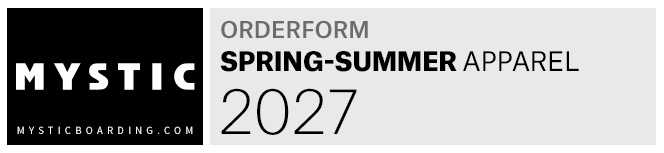 MYSTIC
MYSTICBOARDING.COM
ORDERFORM
SPRING-SUMMER APPAREL
2027